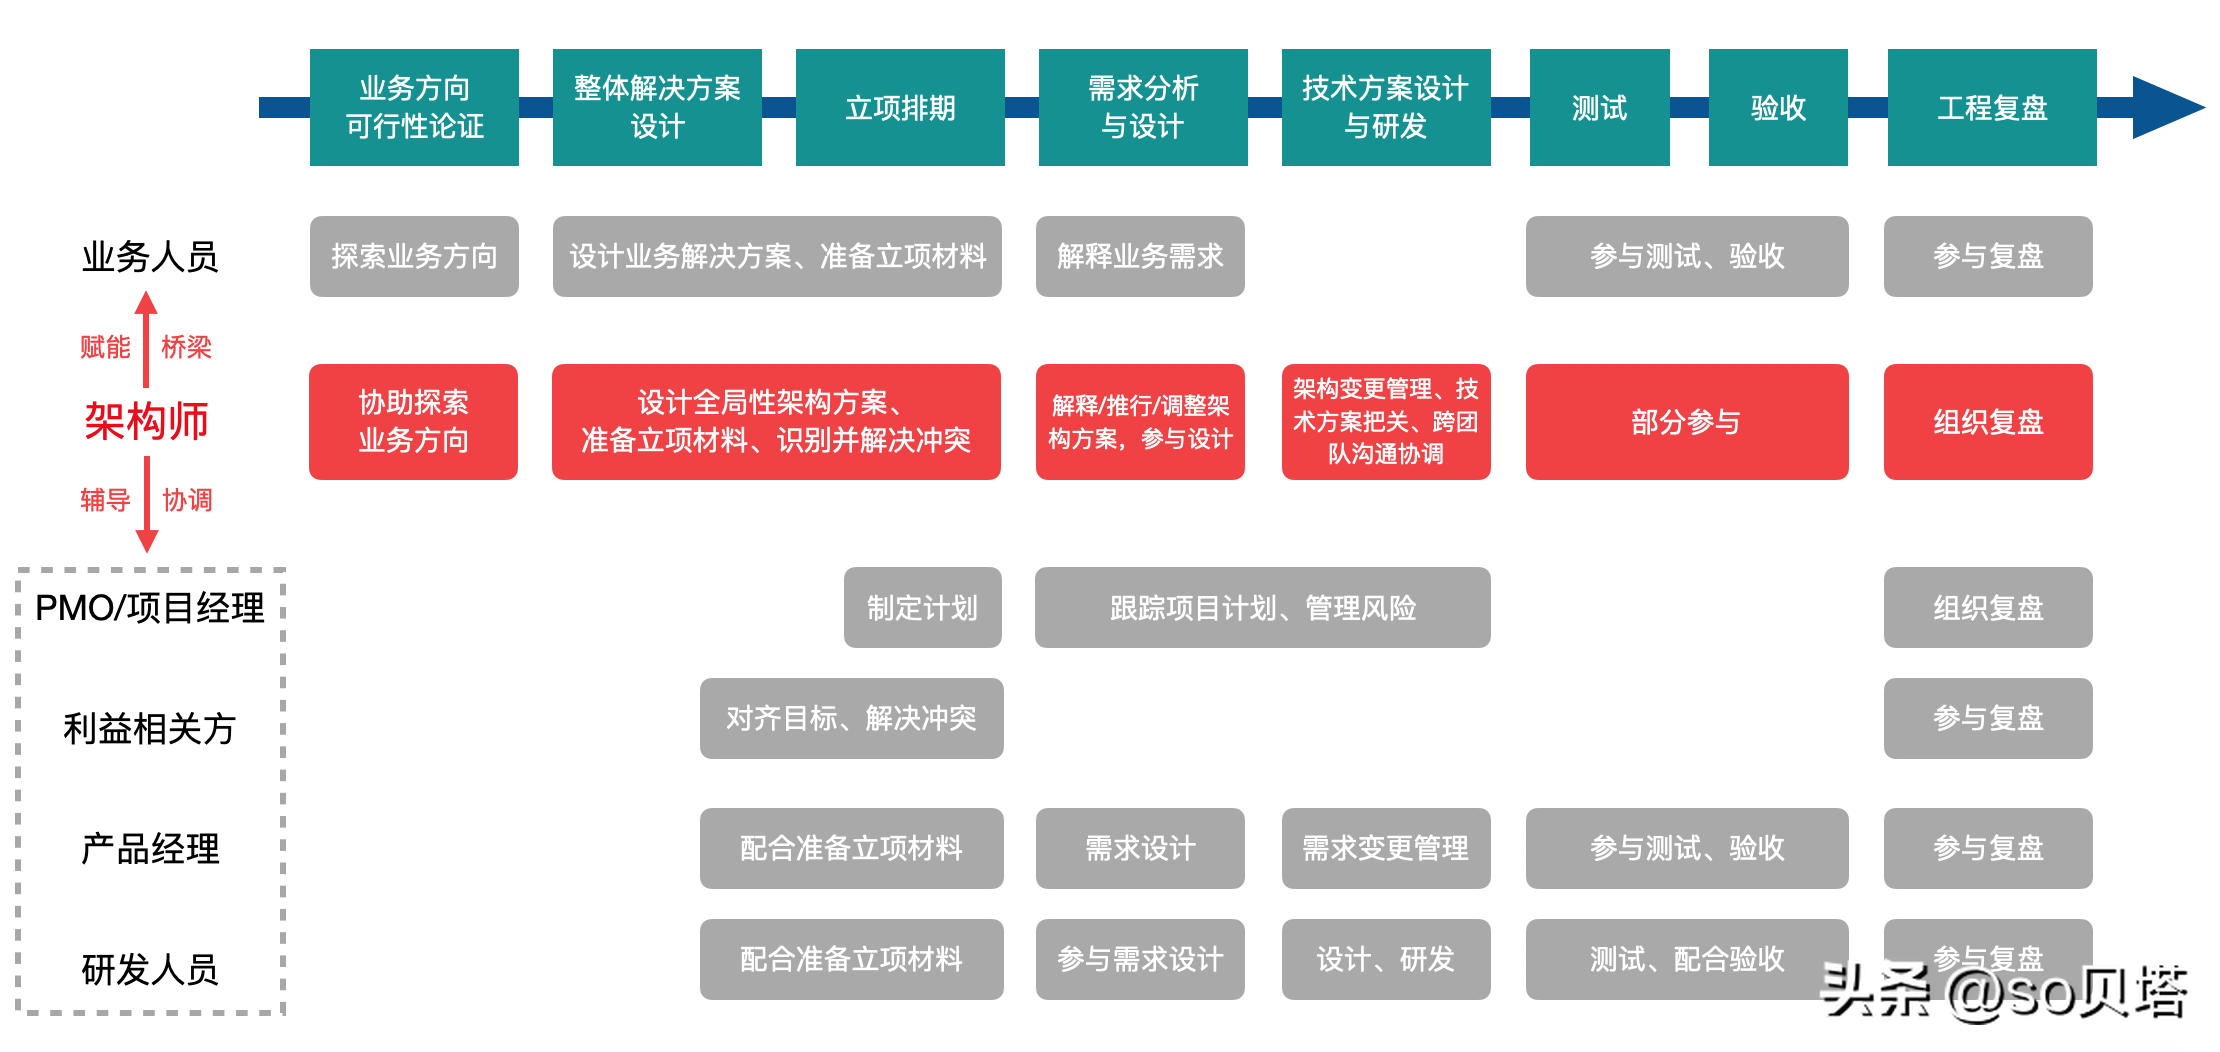 业务方向
可行性论证
整体解决方案
设计
立项排期
需求分析
与设计
技术方案设计
与研发
测试
验收
工程复盘
业务人员
探索业务方向
设计业务解决方案、准备立项材料
解释业务需求
参与测试、验收
参与复盘
赋能
桥梁
架构师
协助探索
业务方向
设计全局性架构方案、
准备立项材料、识别并解决冲突
解释/推行/调整架
构方案，参与设计
架构变更管理、技
术方案把关、跨团
队沟通协调
部分参与
组织复盘
辅导
协调
PMO/项目经理
制定计划
跟踪项目计划、管理风险
组织复盘
利益相关方
对齐目标、解决冲突
参与复盘
产品经理
配合准备立项材料
需求设计
需求变更管理
参与测试、验收
参与复盘
研发人员
配合准备立项材料
参与需求设计
设计、研发
测试、配合验收
参与复盘
头条 @so贝塔